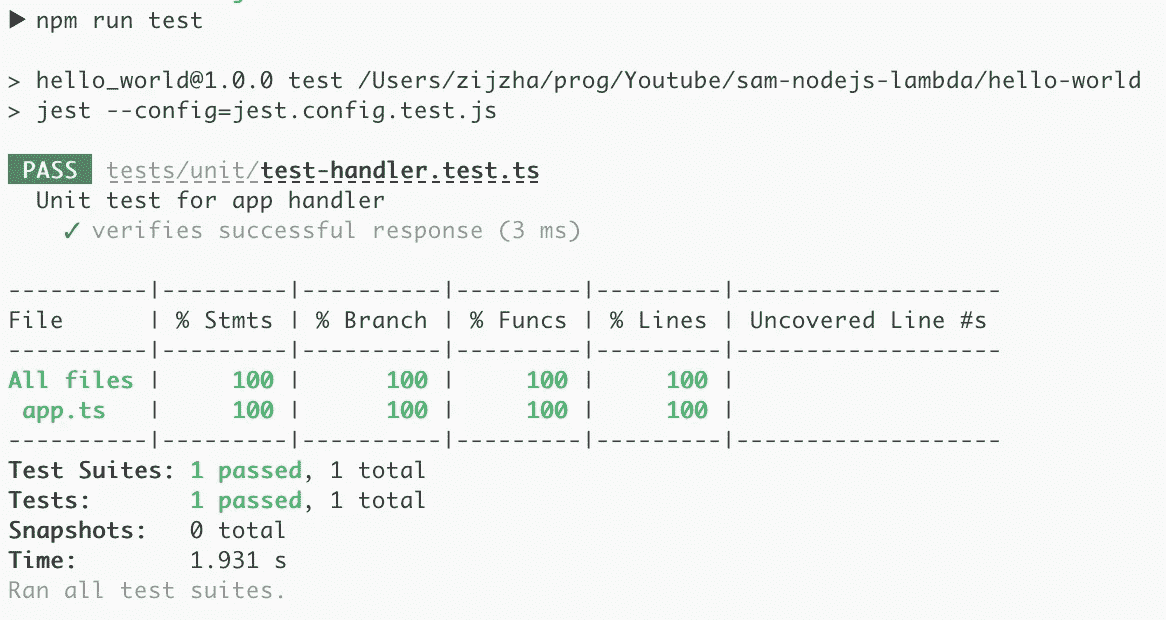 ▶ npm run test
> hello_world@1.0.0 test /Users/zijzha/prog/Youtube/sam-nodejs-lambda/hello-world
> jest --config=jest.config.test.js
PASS tests/unit/test-handler.test.ts
Unit test for app handler
✓ verifies successful response (3 ms)
----------|---------|----------|---------|---------|-------------------
File      | % Stmts | % Branch | % Funcs | % Lines | Uncovered Line #s
----------|---------|----------|---------|---------|-------------------
All files |     100 |      100 |     100 |     100 |
 app.ts   |     100 |      100 |     100 |     100 |
----------|---------|----------|---------|---------|-------------------
Test Suites: 1 passed, 1 total
Tests:       1 passed, 1 total
Snapshots:   0 total
Time:        1.931 s
Ran all test suites.